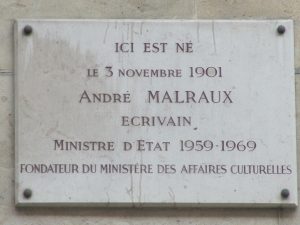 ICI EST NÉ
LE 3 NOVEMBRE 1901
ANDRÉ MALRAUX
ECRIVAIN
MINISTRE D'ETAT 1959-1969
FONDATEUR DU MINISTÈRE DES AFFAIRES CULTURELLES